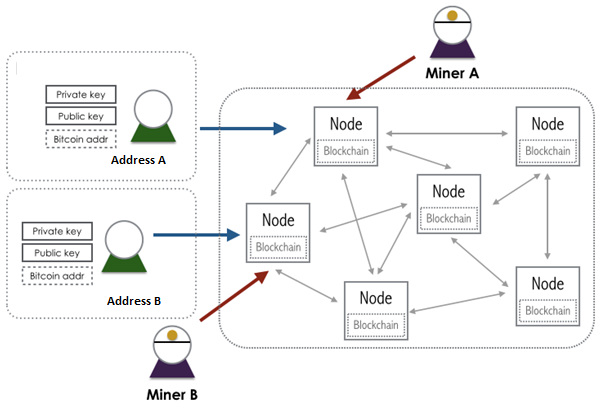 Miner A
Private key
Public key
Bitcoin addr
Address A
Node
Blockchain
Node
Blockchain
Node
Blockchain
Private key
Public key
Bitcoin addr
Address B
Node
Blockchain
Node
Blockchain
Node
Blockchain
Miner B